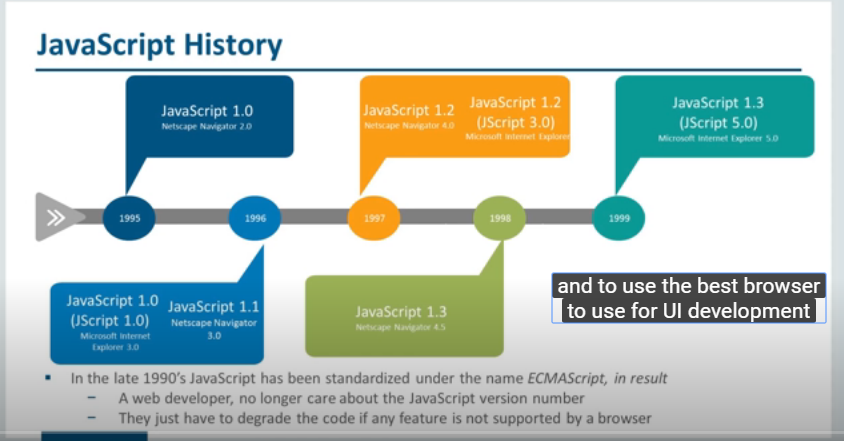 JavaScript History
JavaScript 1.0
Netscape Navigator 2.0
JavaScript 1.2
Netscape Navigator 4.0
JavaScript 1.2
(JScript 3.0)
Microsoft Internet Explorer
JavaScript 1.3
(JScript 5.0)
Microsoft Internet Explorer 5.0
1995
1996
1997
1998
1999
JavaScript 1.0
(JScript 1.0)
Microsoft Internet
Explorer 3.0
JavaScript 1.1
Netscape Navigator
3.0
JavaScript 1.3
Netscape Navigator 4.5
and to use the best browser
to use for UI development
▪ In the late 1990's JavaScript has been standardized under the name ECMAScript, in result
– A web developer, no longer care about the JavaScript version number
– They just have to degrade the code if any feature is not supported by a browser